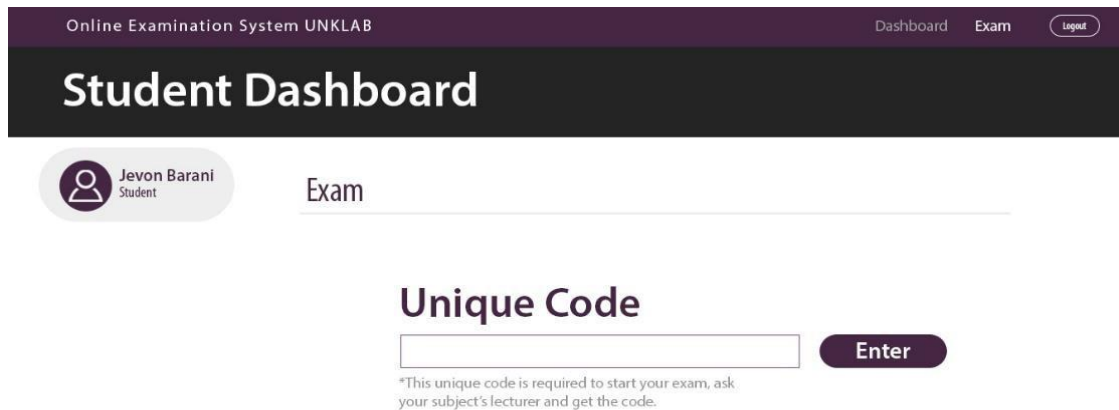 Online Examination System UNKLAB
Dashboard
Exam
Logout
Student Dashboard
Jevon Barani
Student
Exam
Unique Code
Enter
*This unique code is required to start your exam, ask
your subject's lecturer and get the code.